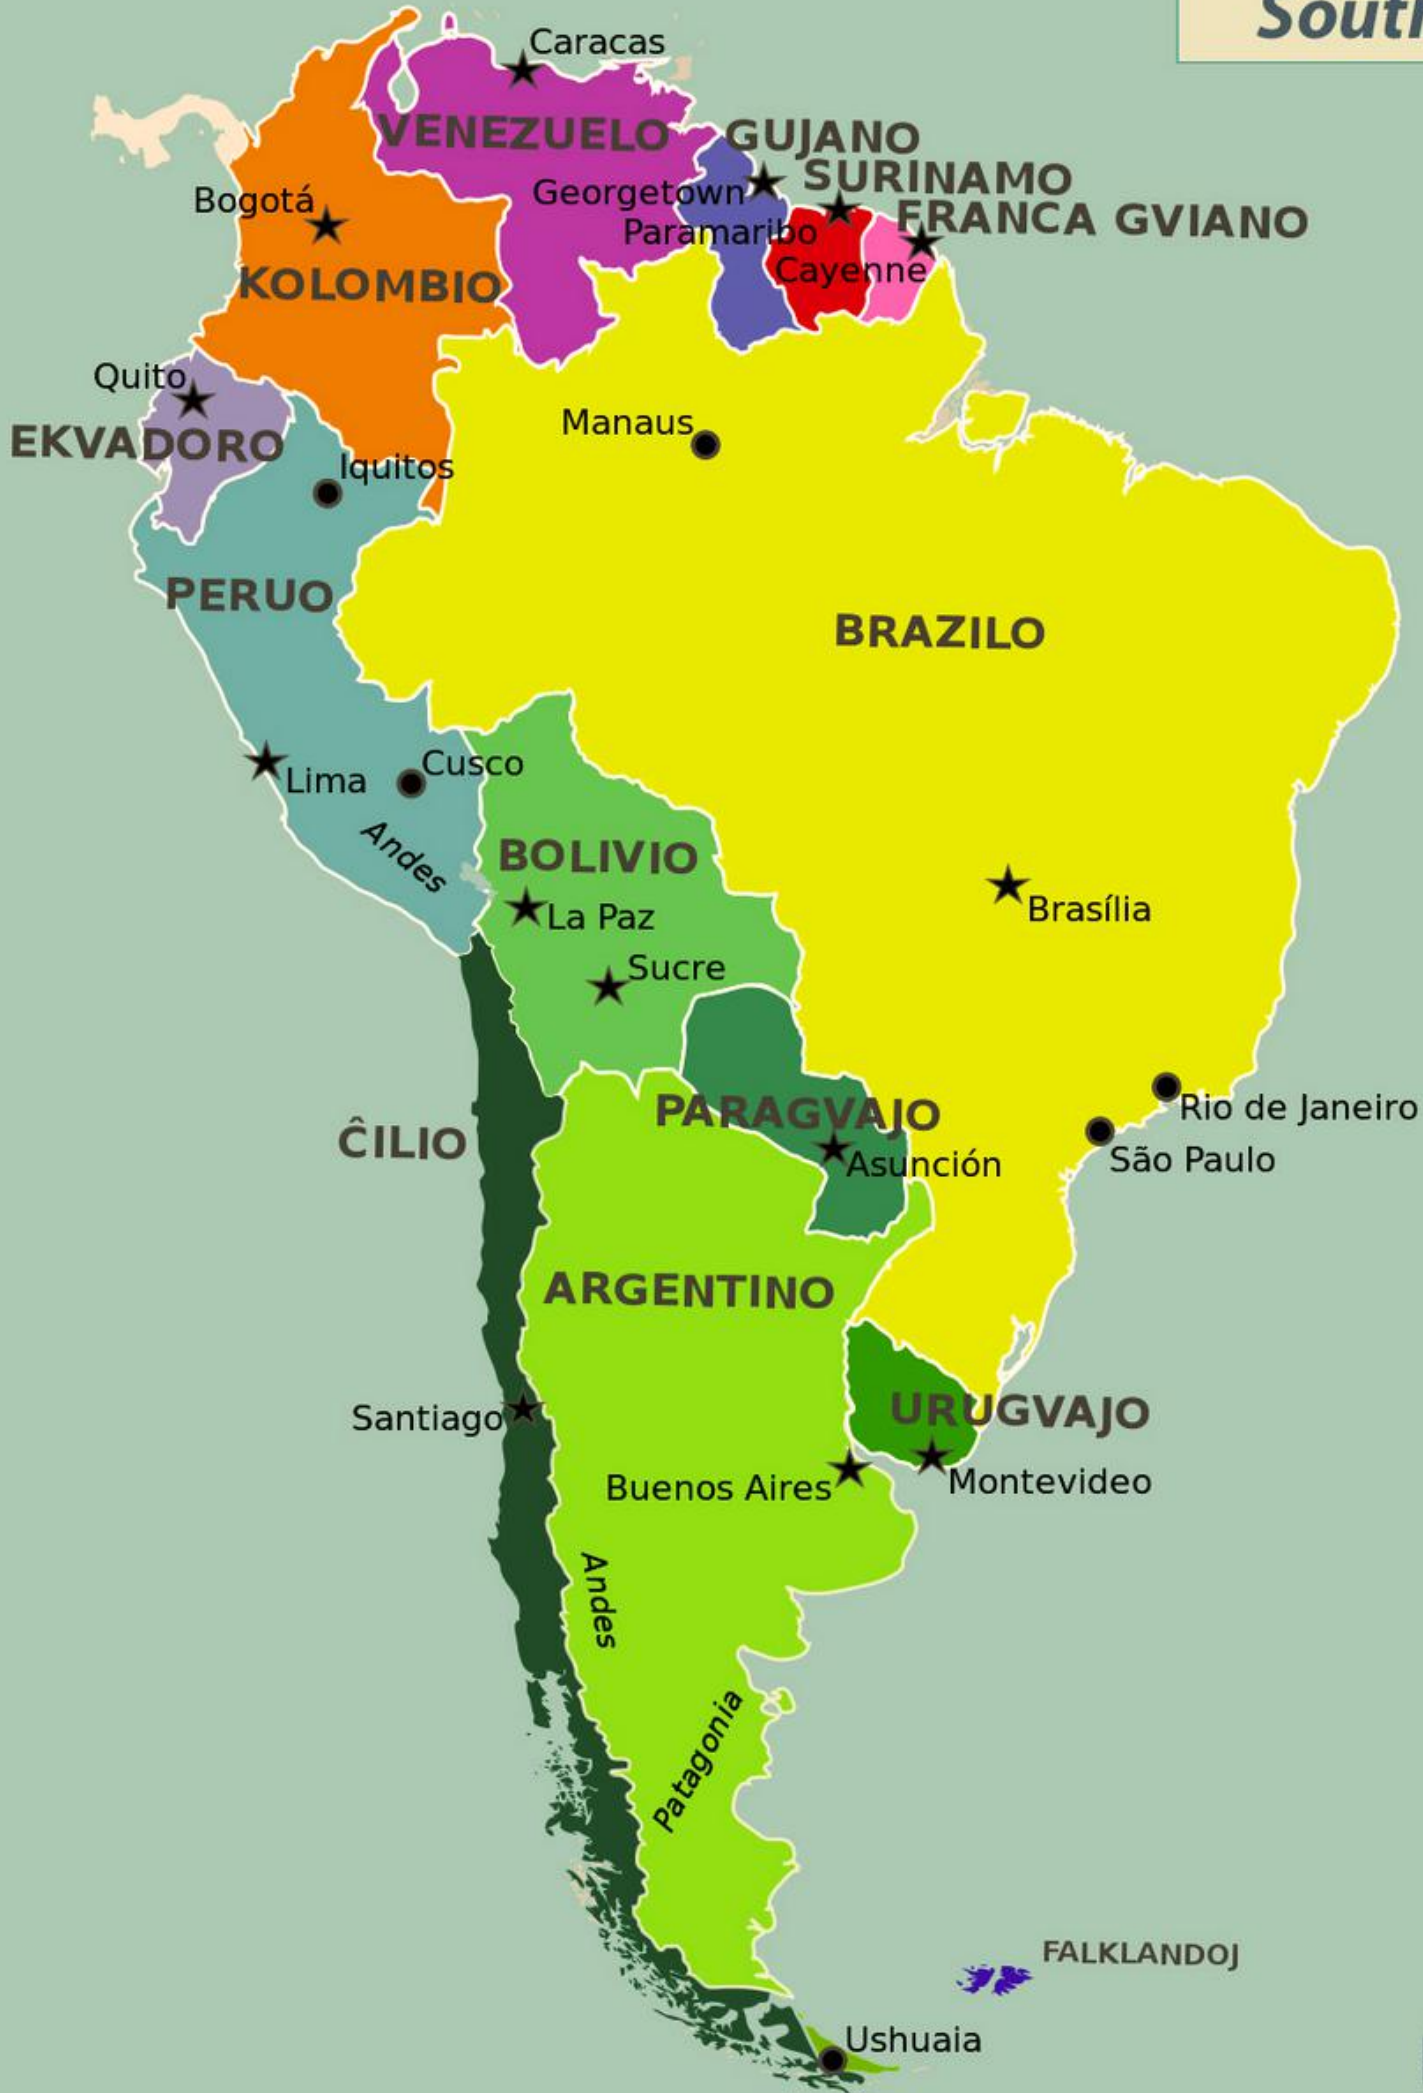 South
Caracas
VENEZUELO
GUJANO
Georgetown
SURINAMO
Bogotá
Paramaribo
FRANCA GVIANO
Cayenne
KOLOMBIO
Quito
EKVADORO
Manaus
Iquitos
PERUO
BRAZILO
Lima
Cusco
Andes
BOLIVIO
La Paz
Brasília
Sucre
PARAGVAJO
Rio de Janeiro
ĈILIO
Asunción
São Paulo
ARGENTINO
Santiago
URUGVAJO
Buenos Aires
Montevideo
Andes
Patagonia
FALKLANDOJ
Ushuaia